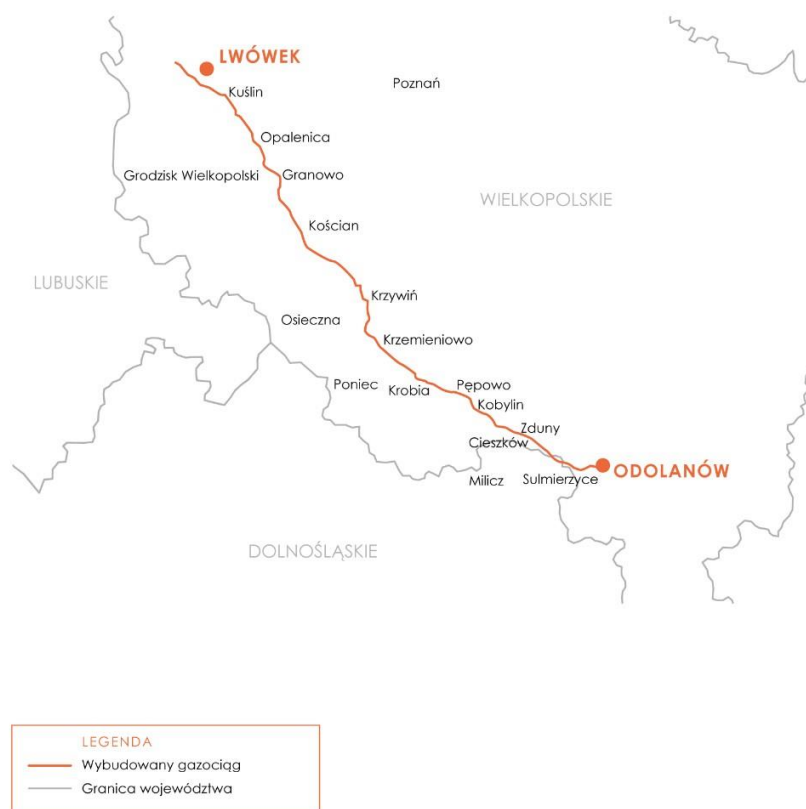 LWÓWEK
Poznań
Kuślin
Opalenica
Grodzisk Wielkopolski
Granowo
WIELKOPOLSKIE
Kościan
LUBUSKIE
Krzywiń
Osieczna
Krzemieniowo
Poniec
Krobia
Pępowo
Kobylin
Zduny
Cieszków
ODOLANÓW
Milicz
Sulmierzyce
DOLNOŚLĄSKIE
LEGENDA
Wybudowany gazociąg
Granica województwa